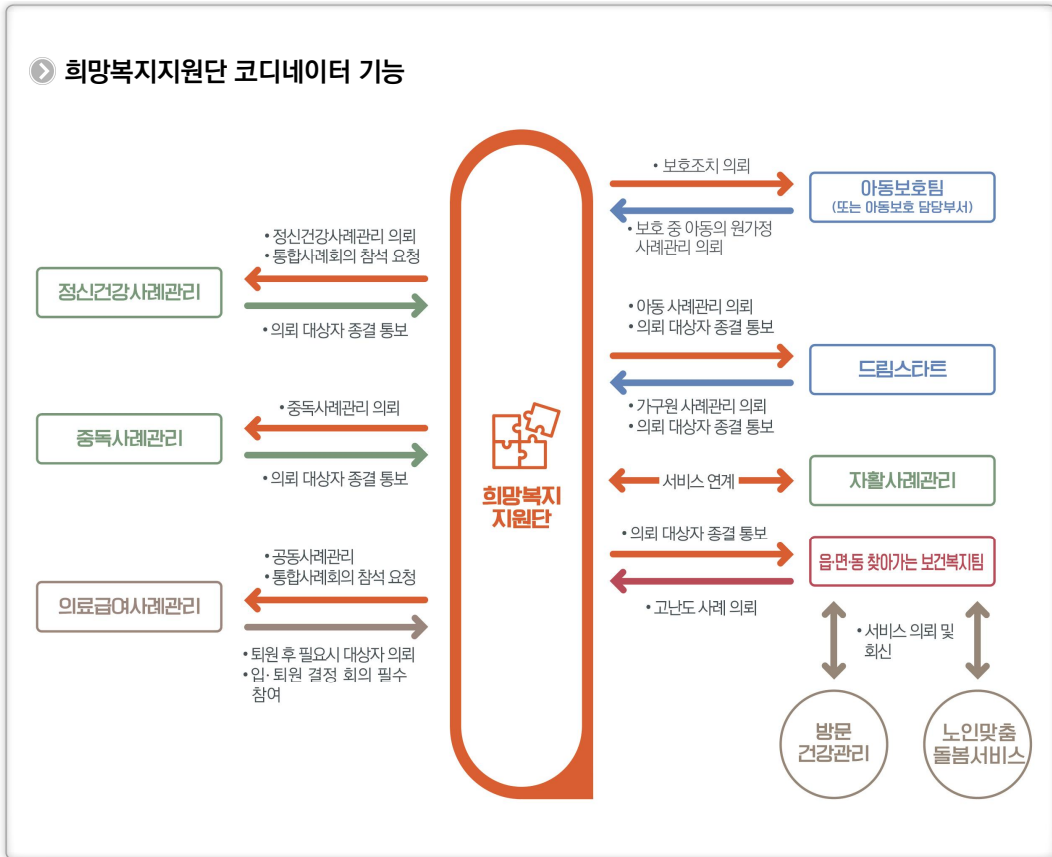 희망복지지원단 코디네이터 기능
• 정신건강사례관리 의뢰
• 통합사례회의 참석 요청
정신건강사례관리
• 의뢰 대상자 종결 통보
• 중독사례관리 의뢰
중독사례관리
• 의뢰 대상자 종결 통보
• 공동사례관리
• 통합사례회의 참석 요청
의료급여사례관리
• 퇴원 후 필요시 대상자 의뢰
• 입·퇴원 결정 회의 필수
참여
희망복지
지원단
• 보호조치 의뢰
아동보호팀
(또는 아동보호 담당부서)
• 보호 중 아동의 원가정
사례관리 의뢰
• 아동 사례관리 의뢰
• 의뢰 대상자 종결 통보
드림스타트
• 가구원 사례관리 의뢰
• 의뢰 대상자 종결 통보
서비스 연계
자활사례관리
• 의뢰 대상자 종결 통보
읍·면·동 찾아가는 보건복지팀
• 고난도 사례 의뢰
• 서비스 의뢰 및
회신
방문
건강관리
노인맞춤
돌봄서비스